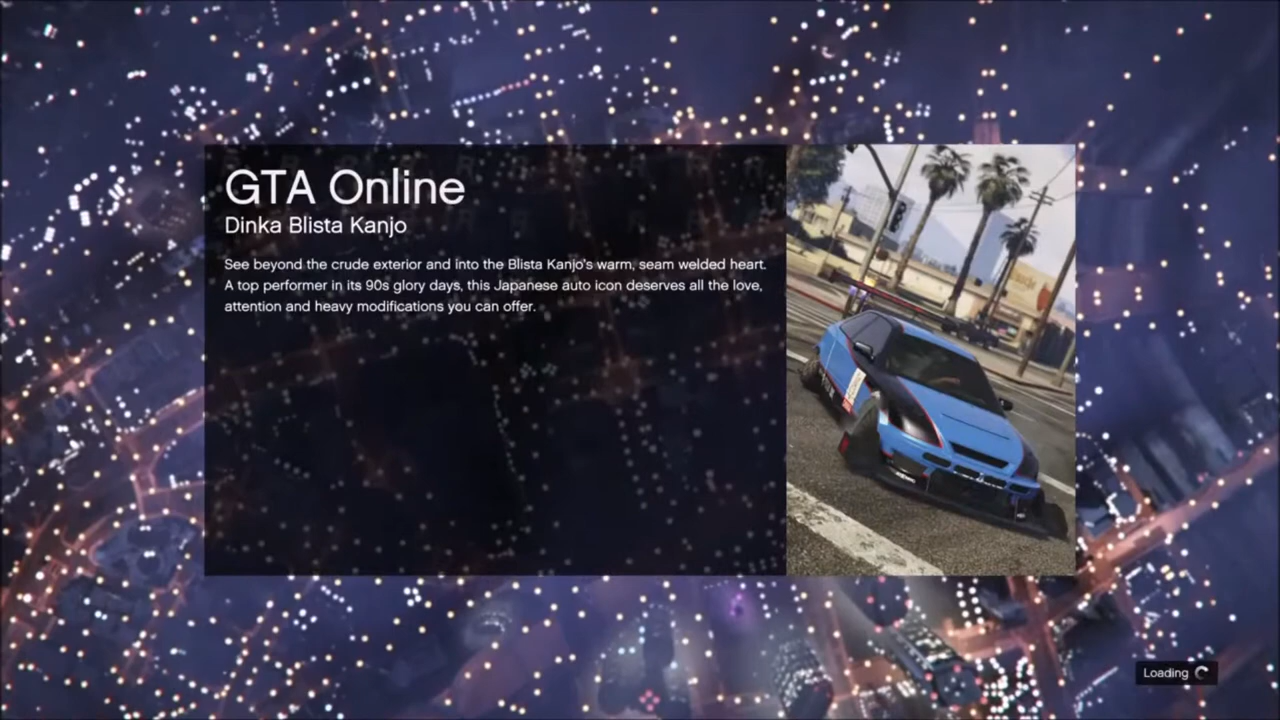 GTA Online
Dinka Blista Kanjo
See beyond the crude exterior and into the Blista Kanjo's warm, seam welded heart.
A top performer in its 90s glory days, this Japanese auto icon deserves all the love,
attention and heavy modifications you can offer.
Loading